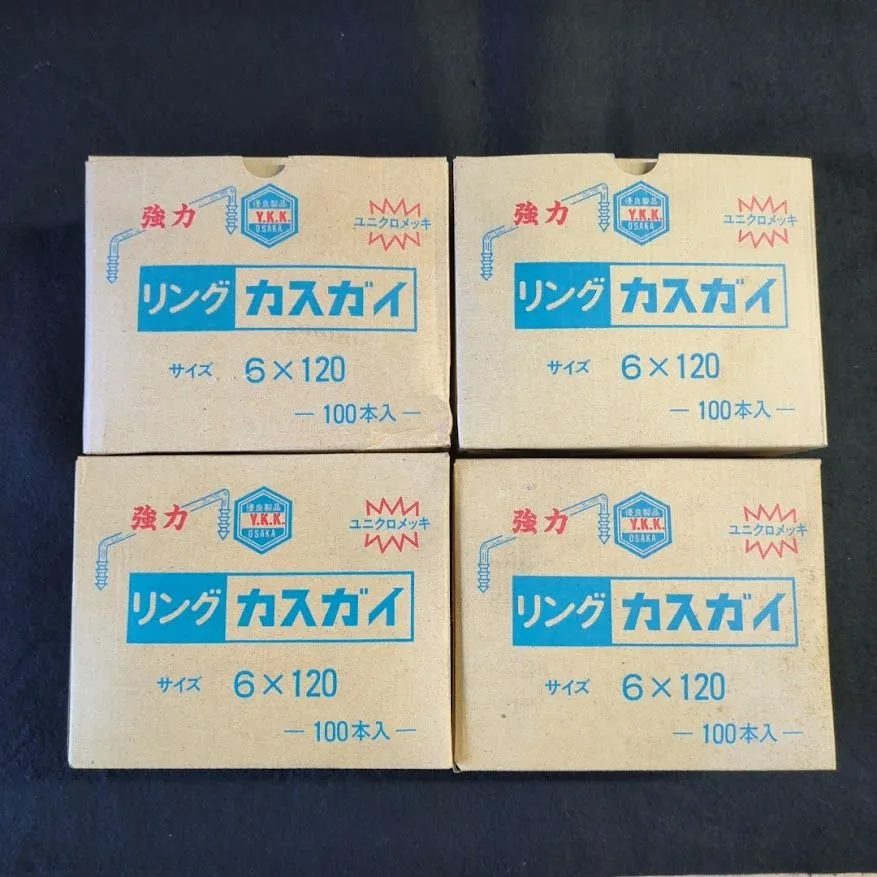 強力
優良製品
Y.K.K.
OSAKA
ユニクロメッキ
リング カスガイ
サイズ 6×120
—100本入—
強力
優良製品
Y.K.K.
OSAKA
ユニクロメッキ
リング カスガイ
サイズ 6×120
—100本入—
強力
優良製品
Y.K.K.
OSAKA
ユニクロメッキ
リング カスガイ
サイズ 6×120
—100本入—
強力
優良製品
Y.K.K.
OSAKA
ユニクロメッキ
リング カスガイ
サイズ 6×120
—100本入—